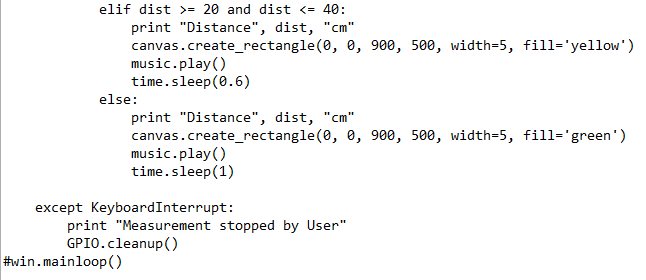 elif dist >= 20 and dist <= 40:
print "Distance", dist, "cm"
canvas.create_rectangle(0, 0, 900, 500, width=5, fill='yellow')
music.play()
time.sleep(0.6)
else:
print "Distance", dist, "cm"
canvas.create_rectangle(0, 0, 900, 500, width=5, fill='green')
music.play()
time.sleep(1)
except KeyboardInterrupt:
print "Measurement stopped by User"
GPIO.cleanup()
#win.mainloop()